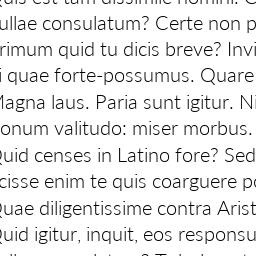 est tam dissimile homini. C
ullae consulatum? Certe non p
rimum quid tu dicis breve? Invi
i quae forte-possumus. Quare
Magna laus. Paria sunt igitur. Ni
onum valitudo: miser morbus.
Quid censes in Latino fore? Sed
cisse enim te quis coarguere po
Quae diligentissime contra Arist
Quid igitur, inquit, eos responsu